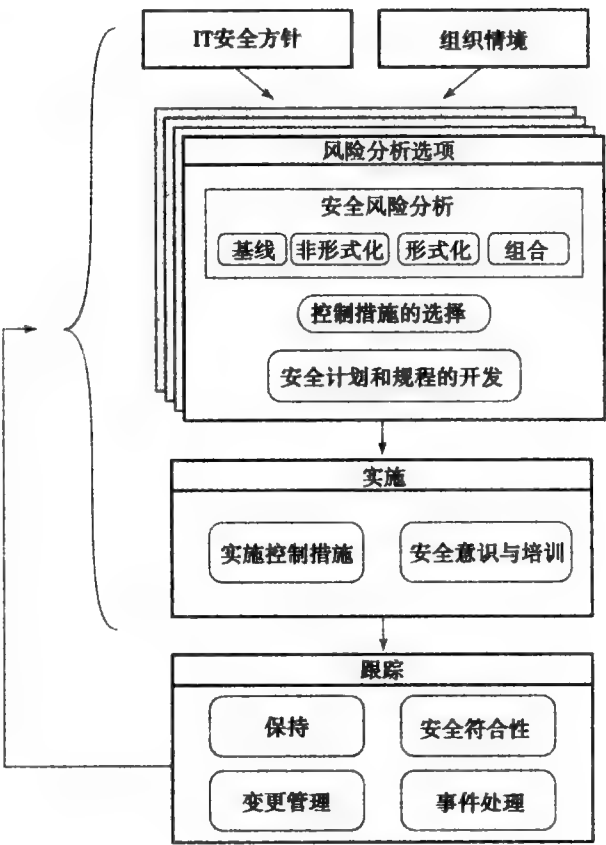 IT安全方针
组织情境
风险分析选项
安全风险分析
基线 非形式化 形式化 组合
控制措施的选择
安全计划和规程的开发
实施
实施控制措施 安全意识与培训
跟踪
保持 安全符合性
变更管理 事件处理